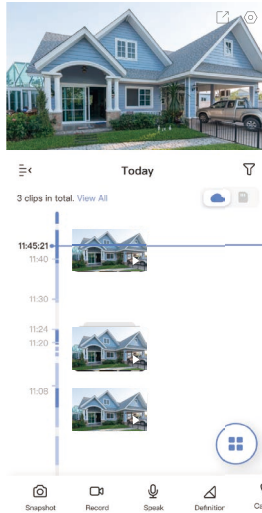 Today
3 clips in total. View All
11:45:21
11:40
11:30
11:24
11:20
11:08
Snapshot
Record
Speak
Definition
Ca